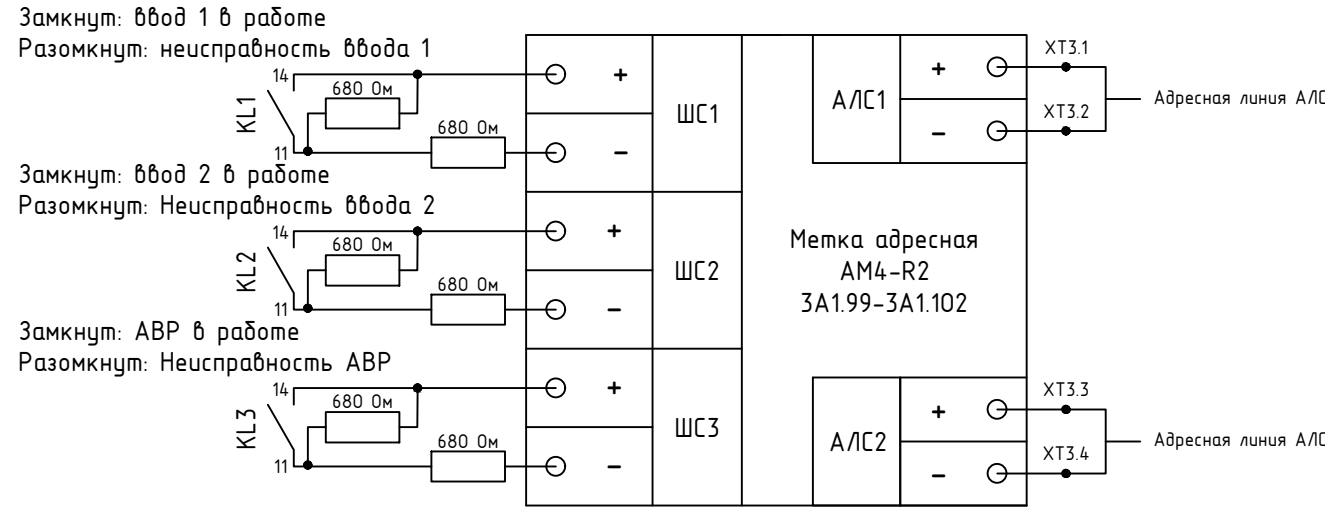 Замкнут: ввод 1 в работе
Разомкнут: неисправность ввода 1
14
680 Ом
KL1
680 Ом
11
+
–
ШС1
Замкнут: ввод 2 в работе
Разомкнут: Неисправность ввода 2
14
680 Ом
KL2
680 Ом
11
+
–
ШС2
Замкнут: АВР в работе
Разомкнут: Неисправность АВР
14
680 Ом
KL3
680 Ом
11
+
–
ШС3
Метка адресная
АМ4-R2
3А1.99-3А1.102
АЛС1
+
–
XT3.1
XT3.2
Адресная линия АЛС
АЛС2
+
–
XT3.3
XT3.4
Адресная линия АЛС